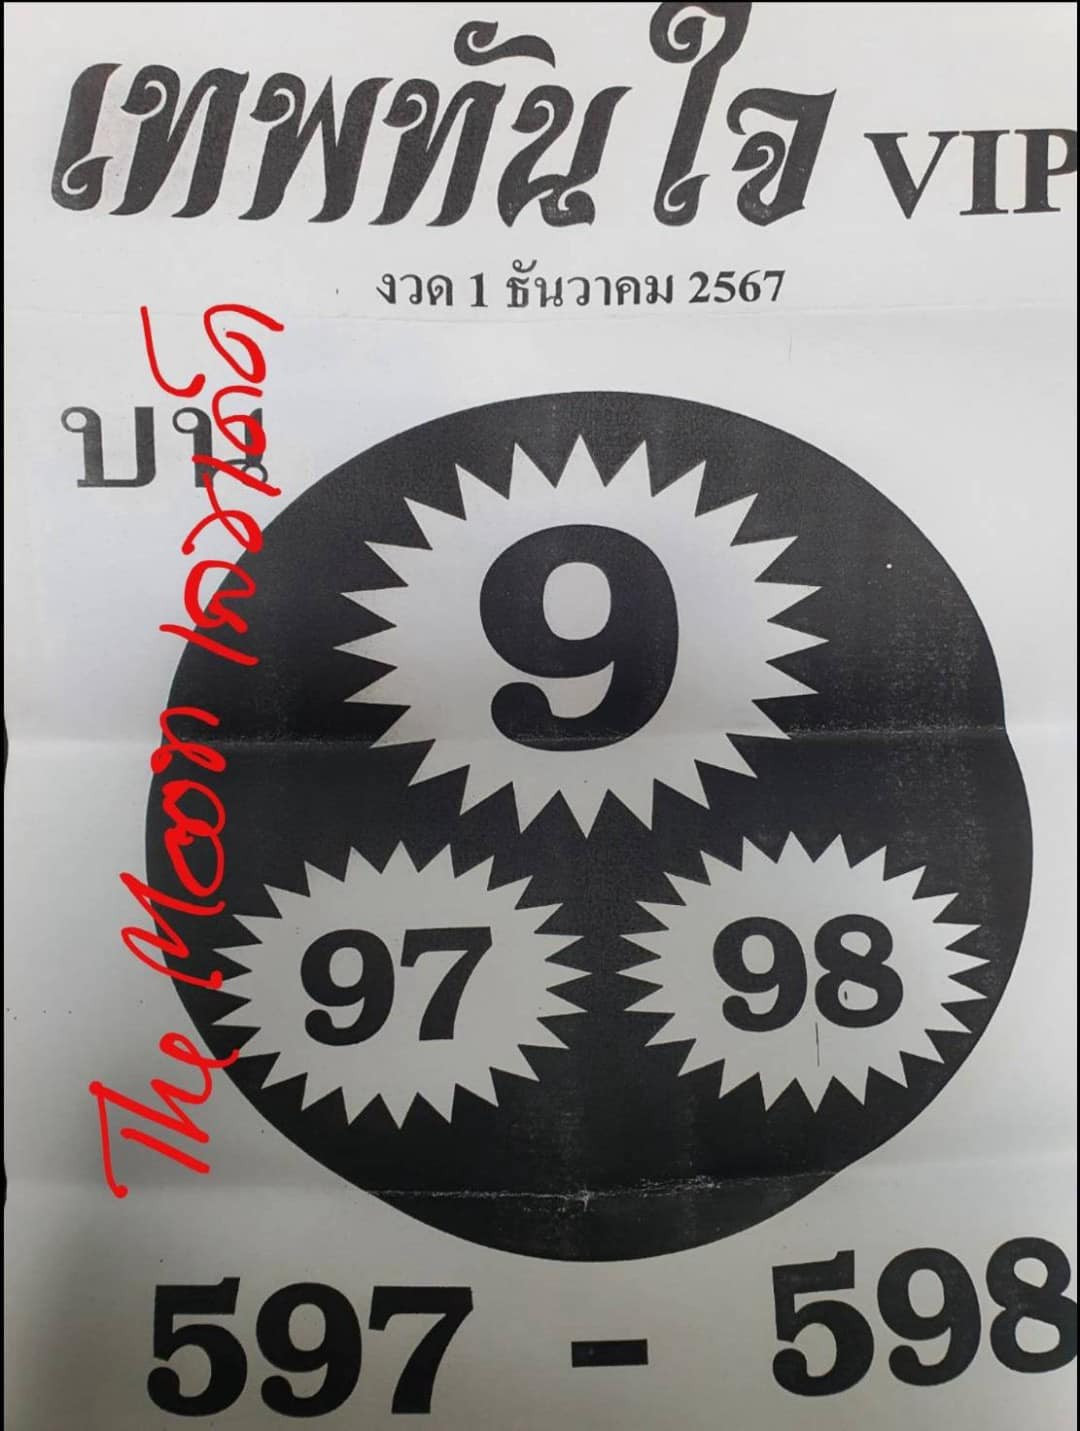 เทพทันใจ VIP
งวด 1 ธันวาคม 2567
บน
The Moon เลขเด็ด
9
97 98
597 - 598